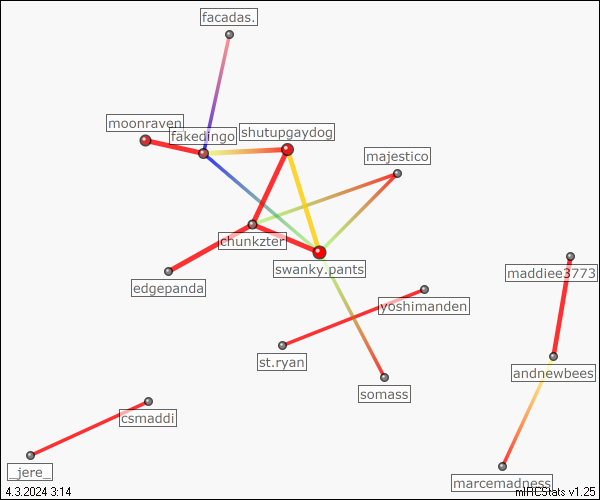 facadas.
moonraven
fakedingo
shutupgaydog
majestico
chunkzter
swanky.pants
edgepanda
maddiee3773
yoshimanden
st.ryan
andnewbees
somass
csmaddi
_jere_
marcemadness
4.3.2024 3:14
mIRCStats v1.25